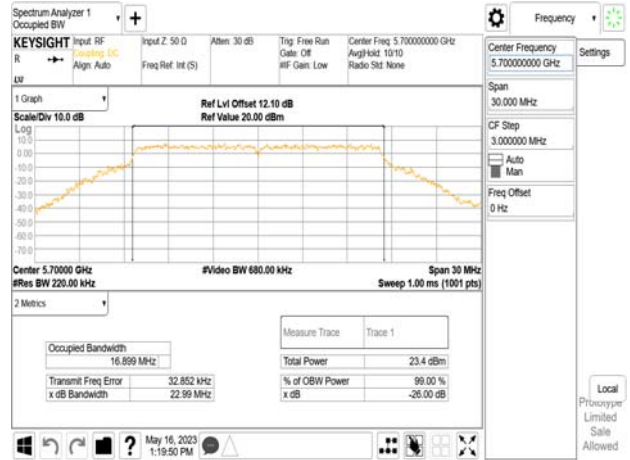 Spectrum Analyzer 1
Occupied BW
Frequency
KEYSIGHT Input: RF Input Z: 50 Ω Atten: 30 dB Trig: Free Run Center Freq: 5.700000000 GHz
R Coupling: DC Gate: Off Avg|Hold: 10/10
Align: Auto Freq Ref: Int (S) #IF Gain: Low Radio Std: None
LXI
Center Frequency
5.700000000 GHz
Settings
Span
30.000 MHz
CF Step
3.000000 MHz
Auto
Man
Freq Offset
0 Hz
1 Graph
Ref Lvl Offset 12.10 dB
Scale/Div 10.0 dB Ref Value 20.00 dBm
Log
10.0
0.00
-10.0
-20.0
-30.0
-40.0
-50.0
-60.0
-70.0
Center 5.70000 GHz #Video BW 680.00 kHz Span 30 MHz
#Res BW 220.00 kHz Sweep 1.00 ms (1001 pts)
2 Metrics
Measure Trace Trace 1
Occupied Bandwidth
16.899 MHz
Total Power 23.4 dBm
Transmit Freq Error 32.852 kHz % of OBW Power 99.00 %
x dB Bandwidth 22.99 MHz x dB -26.00 dB
Local
Prototype
Limited
Sale
Allowed
? May 16, 2023
1:19:50 PM